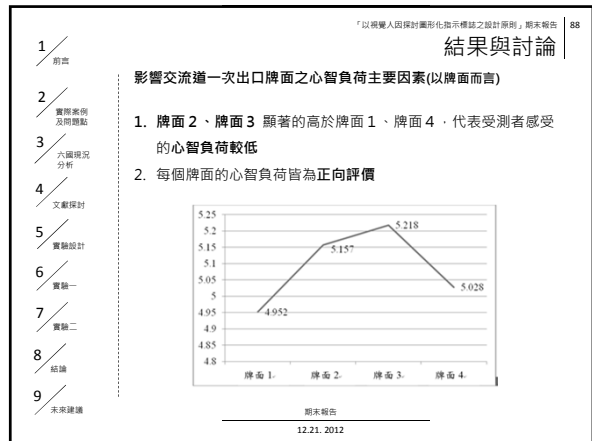 「以視覺人因探討圖形化指示標誌之設計原則」期末報告 88
結果與討論
1 前言
2 實際案例
及問題點
3 六國現況
分析
4 文獻探討
5 實驗設計
6 實驗一
7 實驗二
8 結論
9 未來建議
影響交流道一次出口牌面之心智負荷主要因素(以牌面而言)
1. 牌面2、牌面3 顯著的高於牌面1、牌面4，代表受測者感受
的心智負荷較低
2. 每個牌面的心智負荷皆為正向評價
5.25
5.2
5.15
5.1
5.05
5
4.95
4.9
4.85
4.8
4.952
5.157
5.218
5.028
牌面 1 牌面 2 牌面 3 牌面 4
期末報告
12.21. 2012